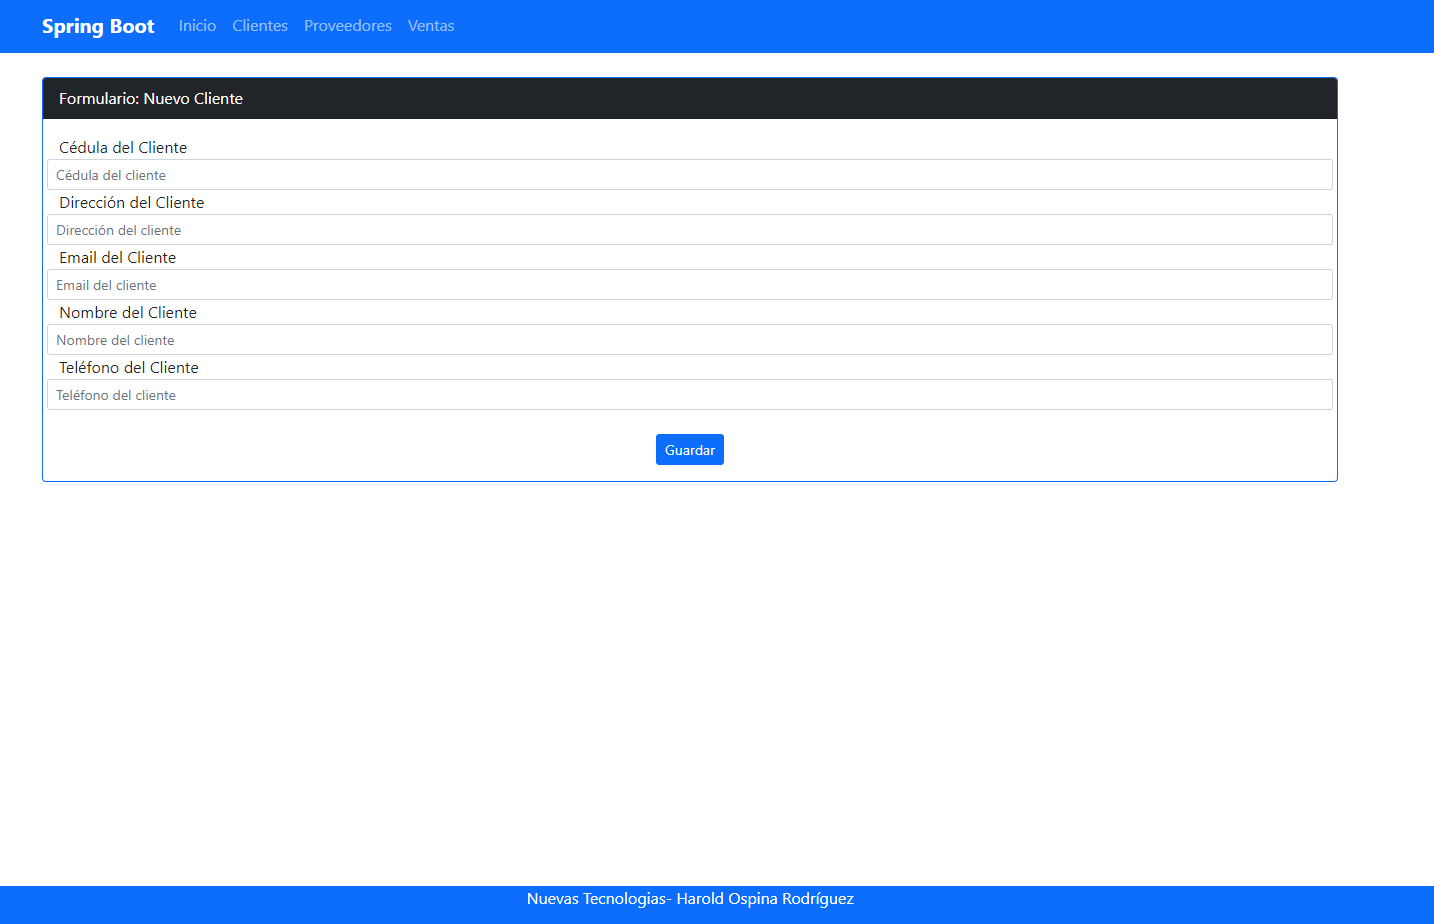 Spring Boot Inicio Clientes Proveedores Ventas
Formulario: Nuevo Cliente
Cédula del Cliente
Cédula del cliente
Dirección del Cliente
Dirección del cliente
Email del Cliente
Email del cliente
Nombre del Cliente
Nombre del cliente
Teléfono del Cliente
Teléfono del cliente
Guardar
Nuevas Tecnologias- Harold Ospina Rodríguez